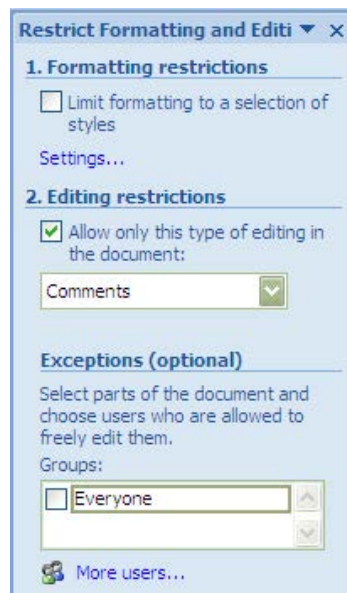 Restrict Formatting and Editi
1. Formatting restrictions
Limit formatting to a selection of
styles
Settings...
2. Editing restrictions
Allow only this type of editing in
the document:
Comments
Exceptions (optional)
Select parts of the document and
choose users who are allowed to
freely edit them.
Groups:
Everyone
More users...